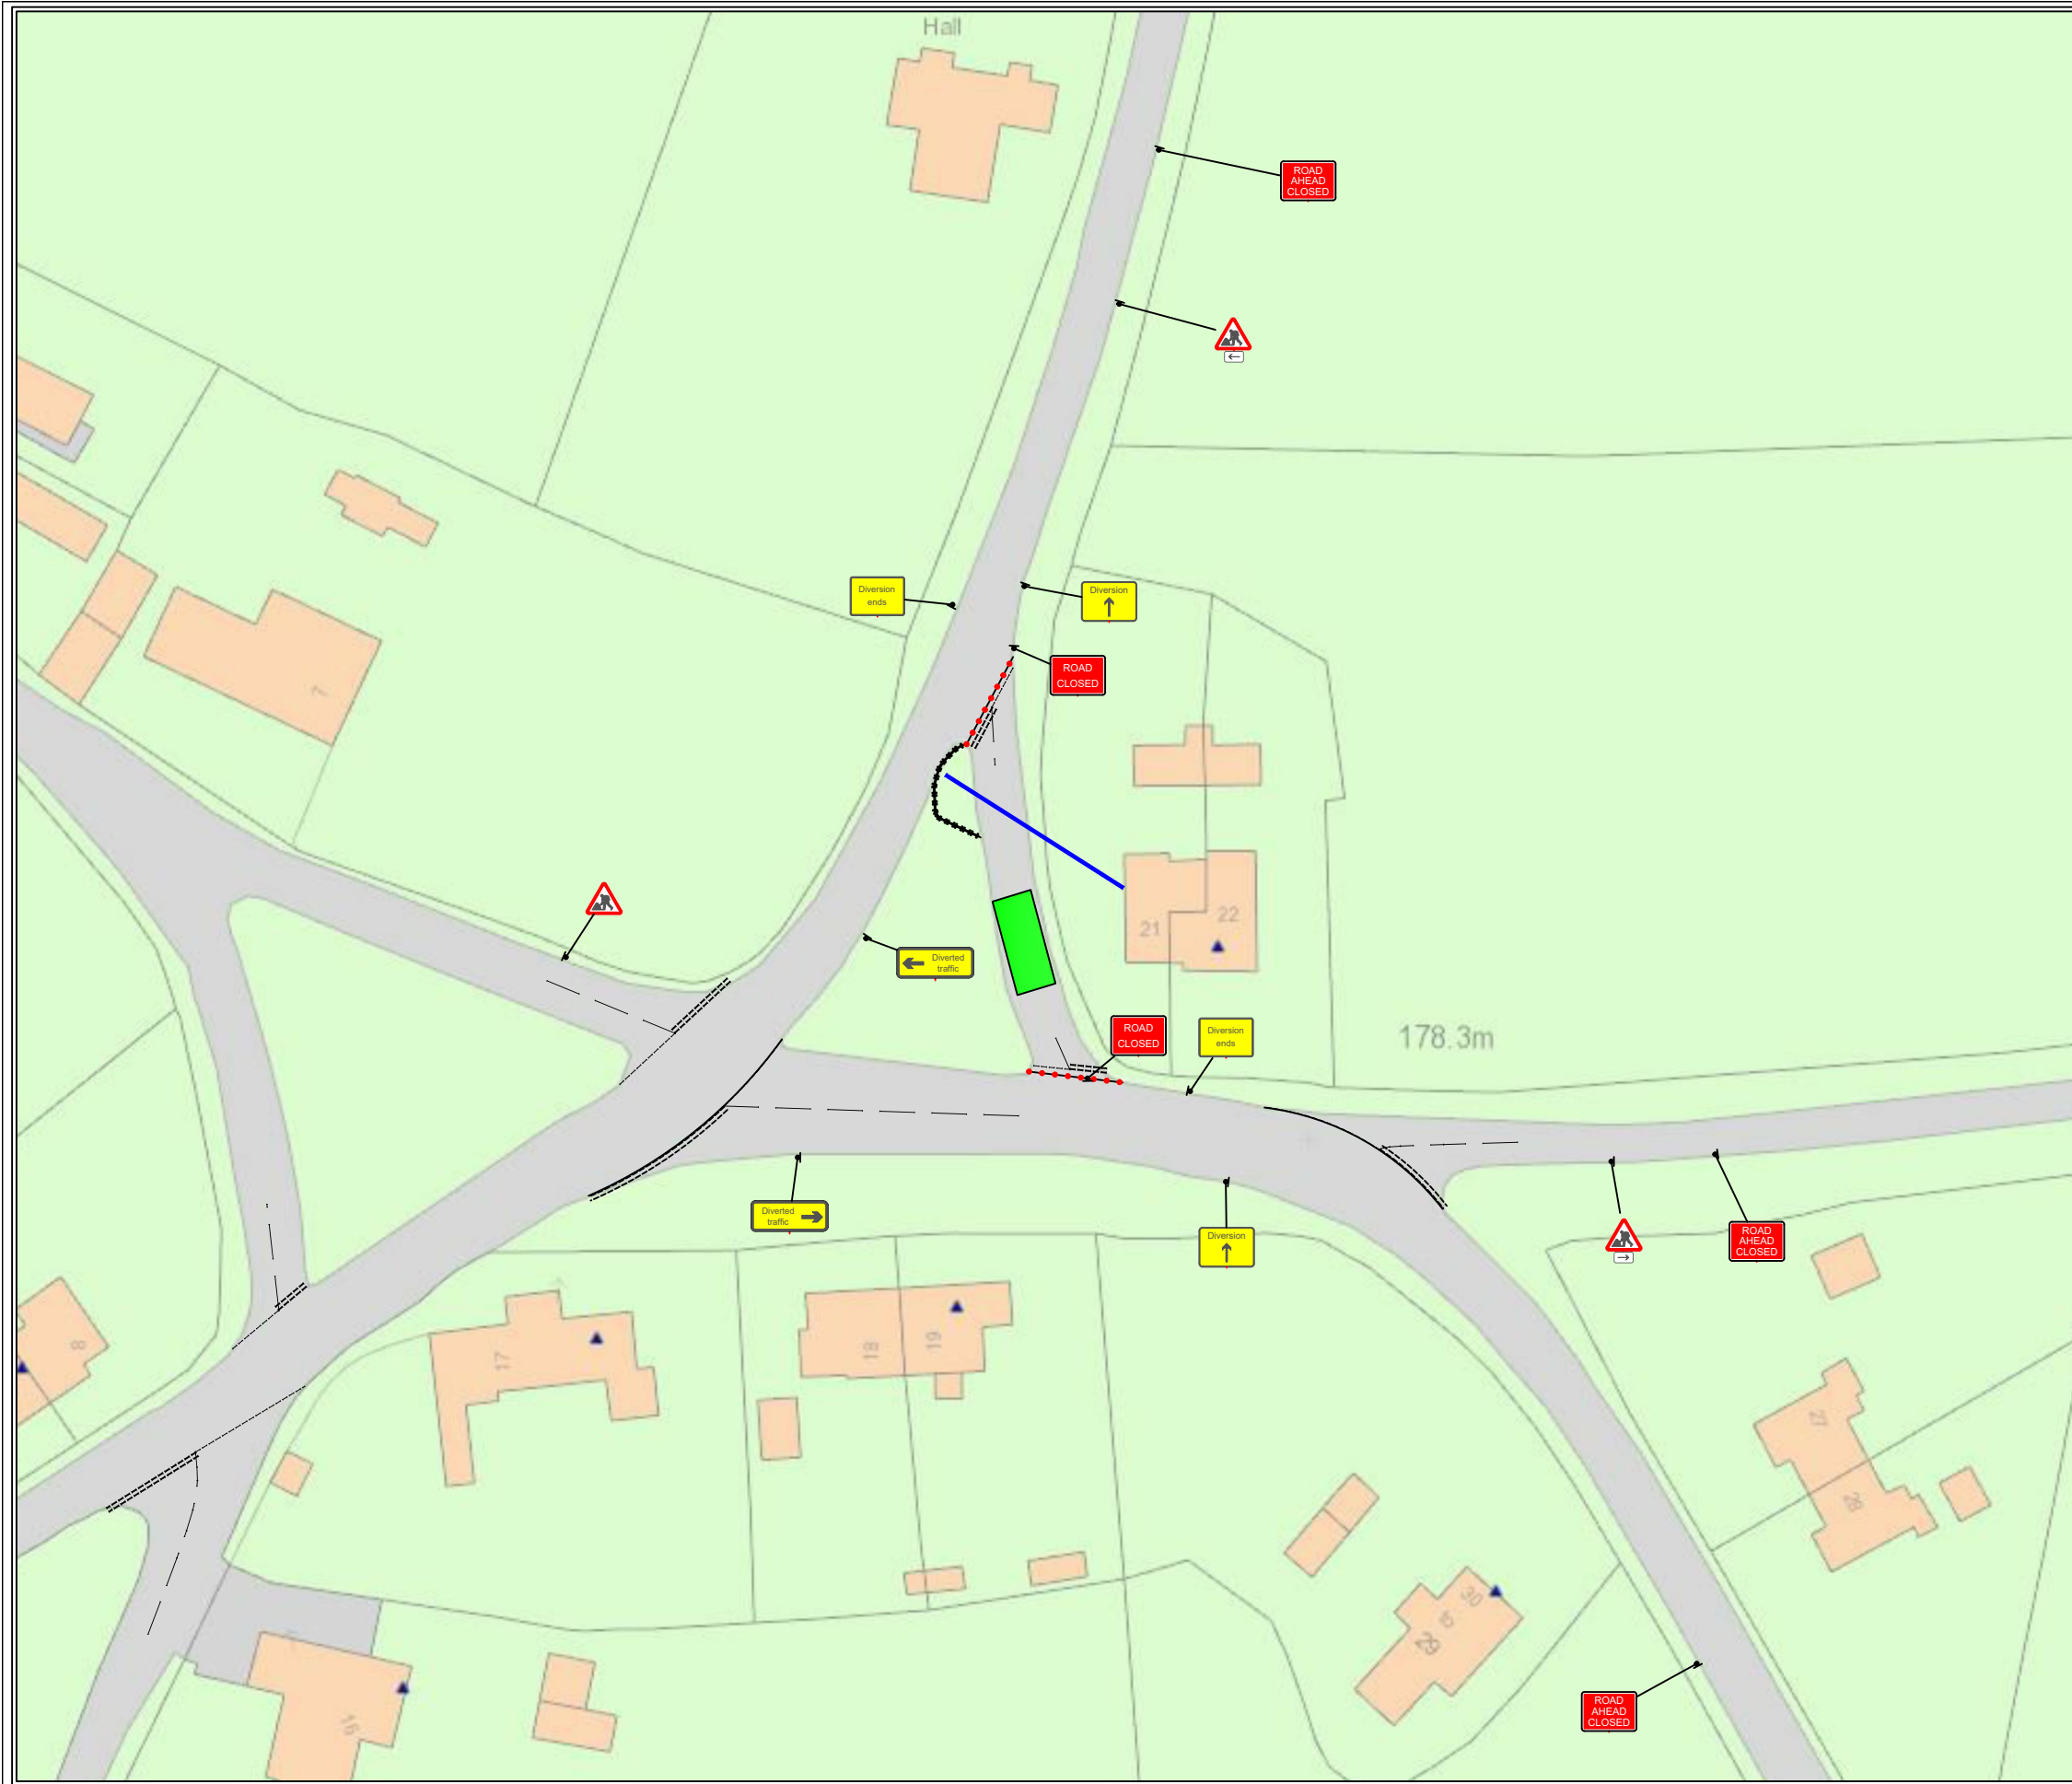 Hall
ROAD
AHEAD
CLOSED
Diversion
ends
Diversion
ROAD
CLOSED
7
21
22
Diverted
traffic
ROAD
CLOSED
Diversion
ends
178.3m
Diverted
traffic
Diversion
ROAD
AHEAD
CLOSED
8
17
18
19
27
28
30
29
16
ROAD
AHEAD
CLOSED